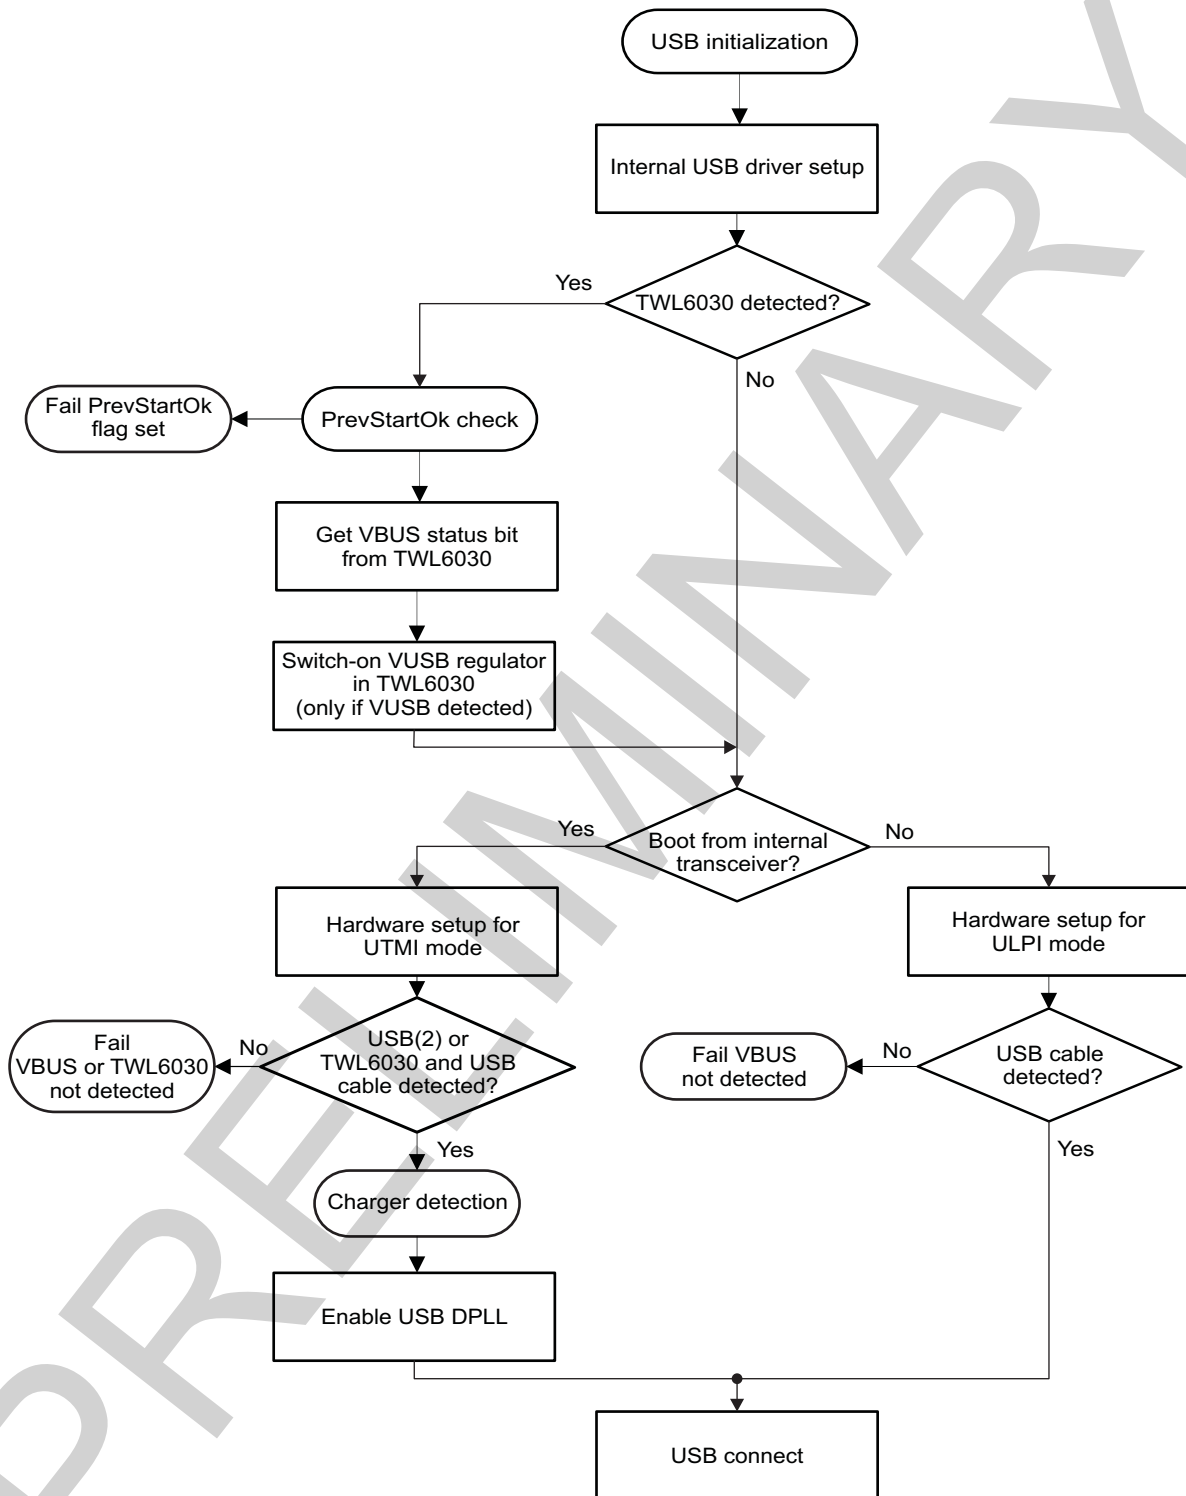 USB initialization
Internal USB driver setup
Yes
TWL6030 detected?
No
Fail PrevStartOk
flag set
PrevStartOk check
Get VBUS status bit
from TWL6030
Switch-on VUSB regulator
in TWL6030
(only if VUSB detected)
Yes
Boot from internal
transceiver?
No
Hardware setup for
UTMI mode
Hardware setup for
ULPI mode
Fail
VBUS or TWL6030
not detected
No
USB(2) or
TWL6030 and USB
cable detected?
Fail VBUS
not detected
No
USB cable
detected?
Yes
Yes
Charger detection
Enable USB DPLL
USB connect
PRELIMINARY